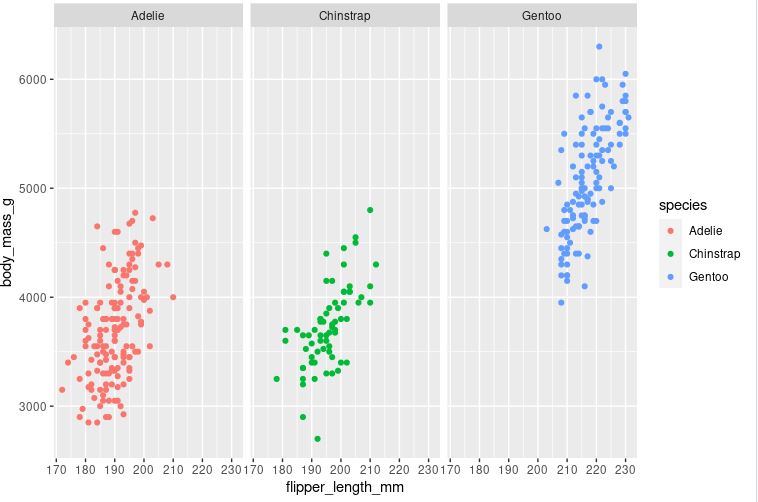 Adelie Chinstrap Gentoo
6000
5000
4000
3000
body_mass_g
170 180 190 200 210 220 230 170 180 190 200 210 220 230 170 180 190 200 210 220 230
flipper_length_mm
species
Adelie
Chinstrap
Gentoo